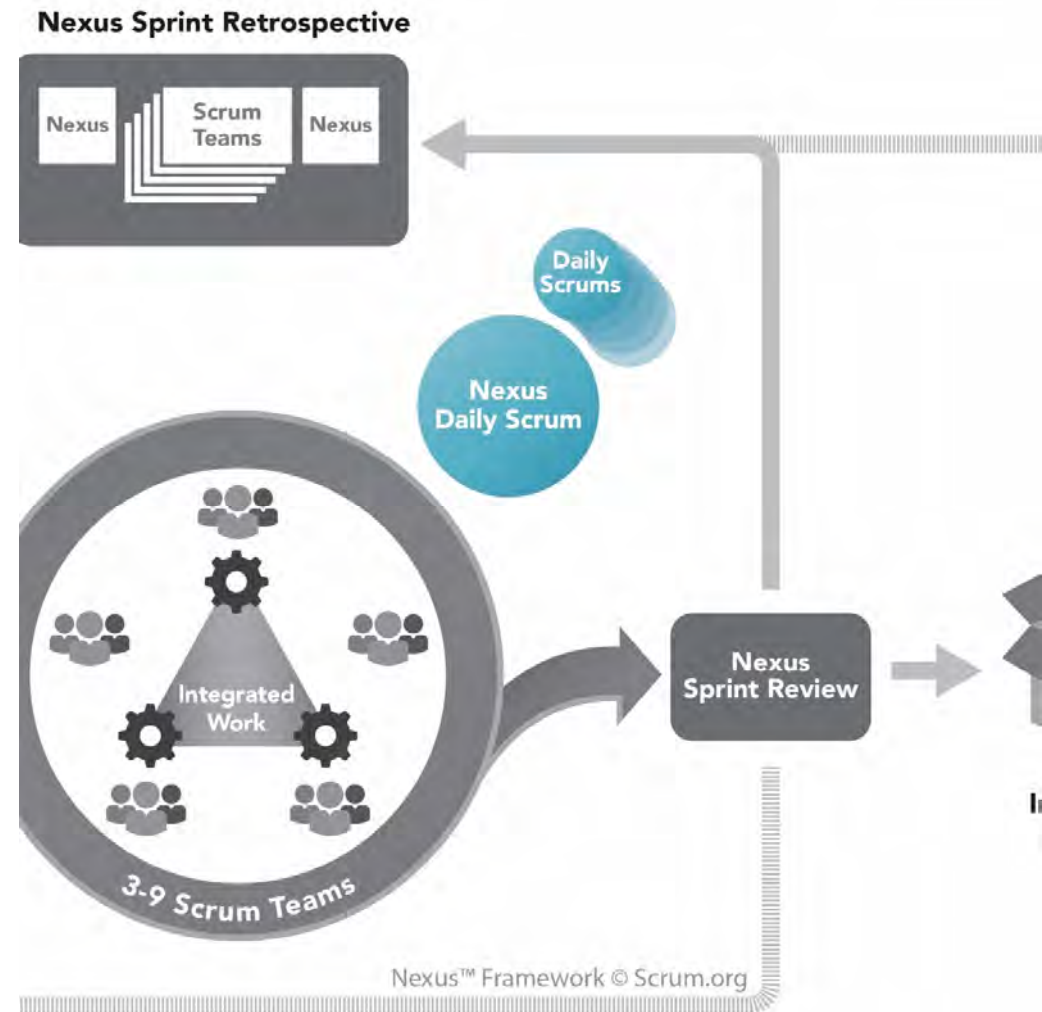 Nexus Sprint Retrospective
Nexus
Scrum
Teams
Nexus
Daily
Scrums
Nexus
Daily Scrum
Integrated
Work
Nexus
Sprint Review
3-9 Scrum Teams
Nexus™ Framework © Scrum.org